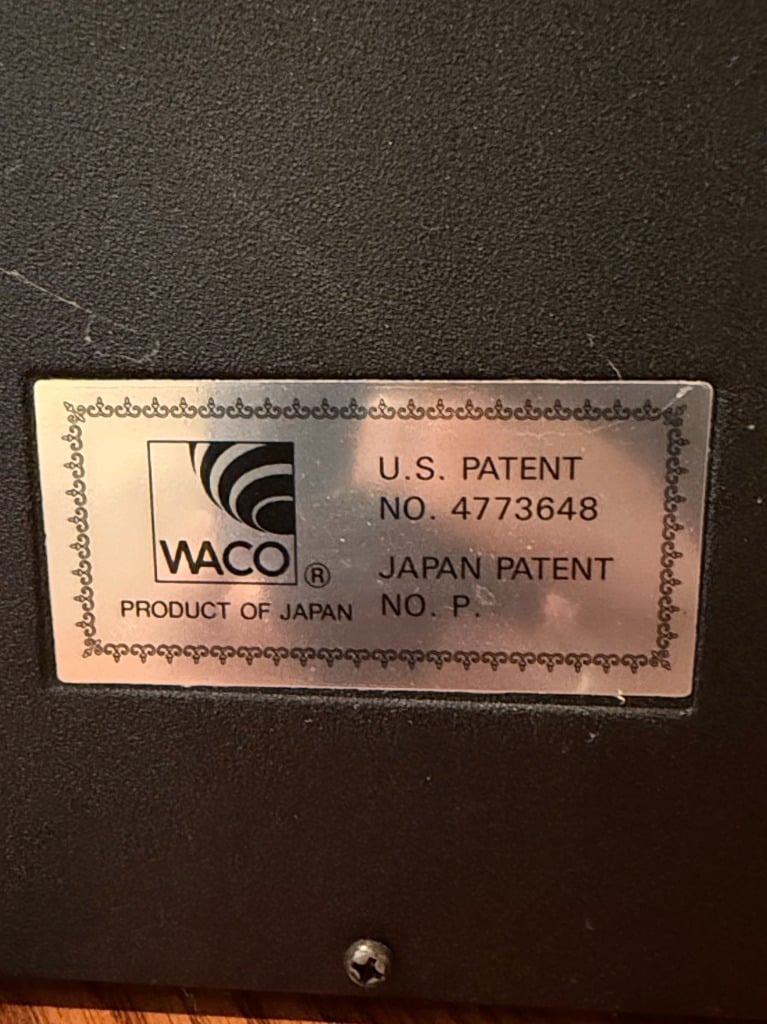 WACO®
PRODUCT OF JAPAN
U.S. PATENT
NO. 4773648
JAPAN PATENT
NO. P.